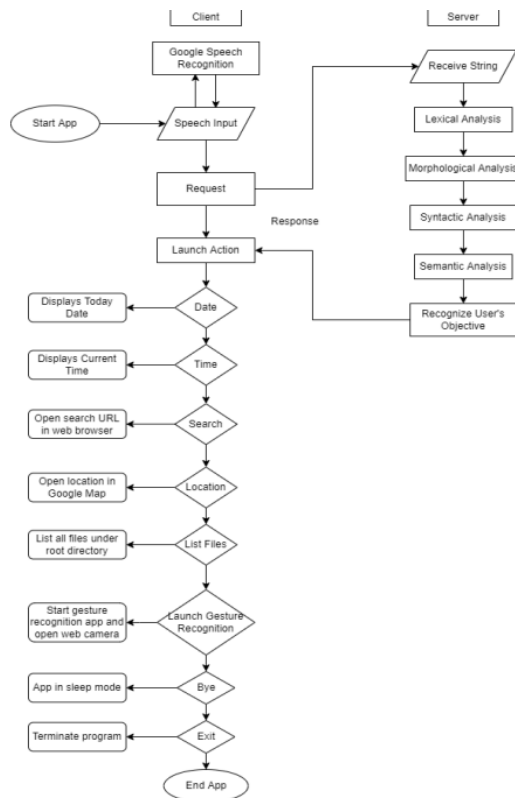 Client
Server
Google Speech
Recognition
Receive String
Start App
Speech Input
Lexical Analysis
Request
Morphological Analysis
Response
Syntactic Analysis
Launch Action
Semantic Analysis
Displays Today
Date
Date
Recognize User's
Objective
Displays Current
Time
Time
Open search URL
in web browser
Search
Open location in
Google Map
Location
List all files under
root directory
List Files
Start gesture
recognition app and
open web camera
Launch Gesture
Recognition
App in sleep mode
Bye
Terminate program
Exit
End App